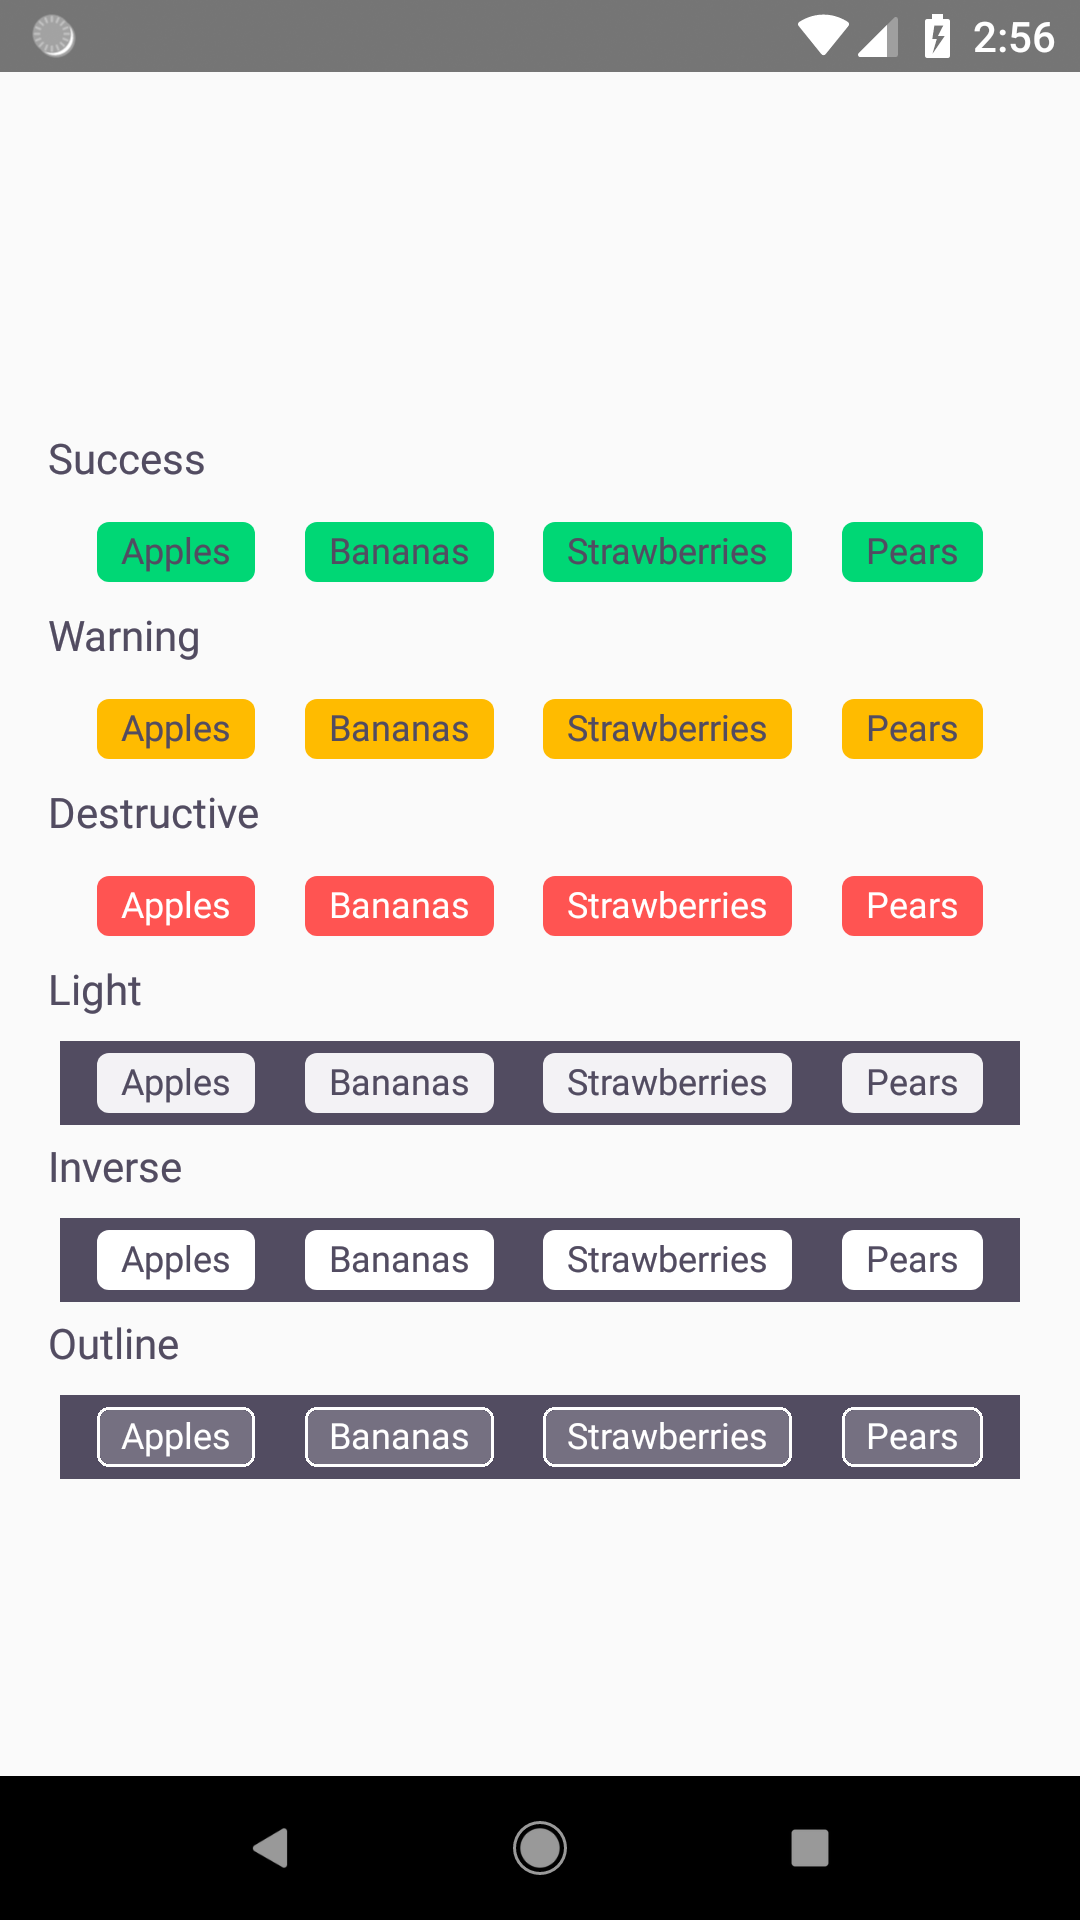 2:56
Success
Apples Bananas Strawberries Pears
Warning
Apples Bananas Strawberries Pears
Destructive
Apples Bananas Strawberries Pears
Light
Apples Bananas Strawberries Pears
Inverse
Apples Bananas Strawberries Pears
Outline
Apples Bananas Strawberries Pears